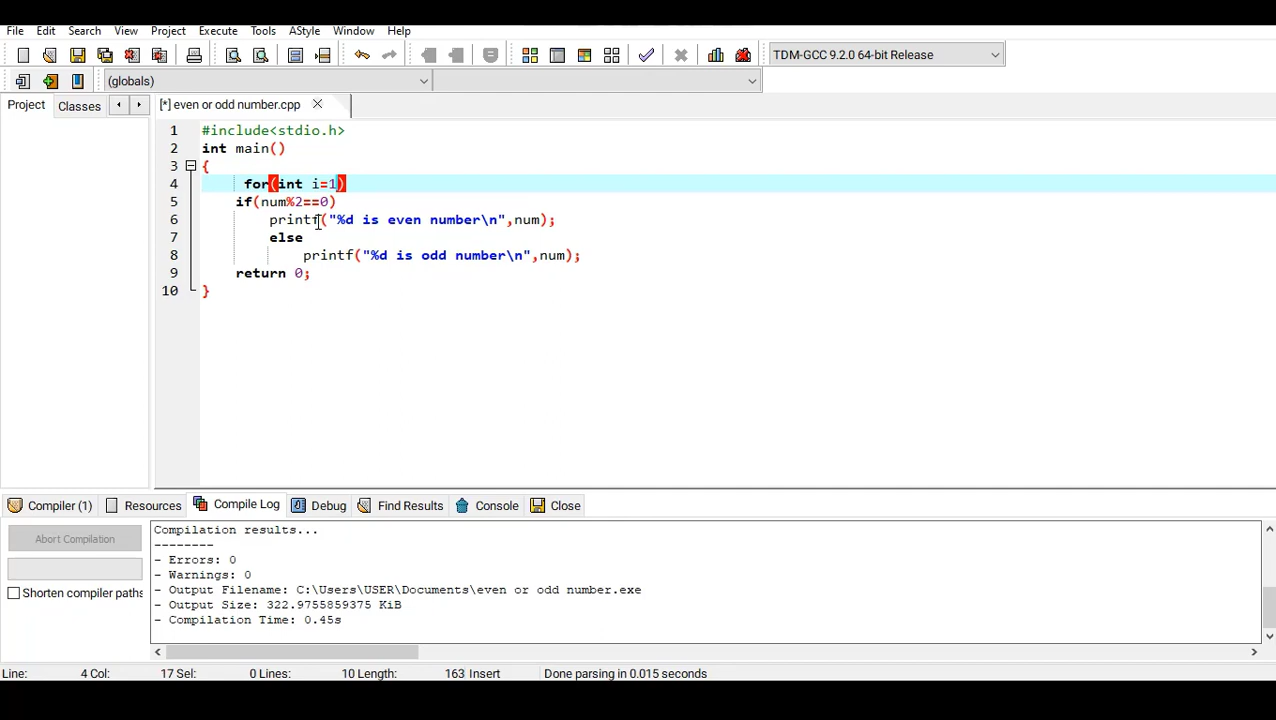 File Edit Search View Project Execute Tools AStyle Window Help
TDM-GCC 9.2.0 64-bit Release
(globals)
Project Classes [*] even or odd number.cpp
1 #include<stdio.h>
2 int main()
3 {
4 for(int i=1)
5 if(num%2==0)
6 printf("%d is even number\n",num);
7 else
8 printf("%d is odd number\n",num);
9 return 0;
10 }
Compiler (1) Resources Compile Log Debug Find Results Console Close
Abort Compilation
Shorten compiler paths
Compilation results...
--------
- Errors: 0
- Warnings: 0
- Output Filename: C:\Users\USER\Documents\even or odd number.exe
- Output Size: 322.9755859375 KiB
- Compilation Time: 0.45s
Line: 4 Col: 17 Sel: 0 Lines: 10 Length: 163 Insert Done parsing in 0.015 seconds